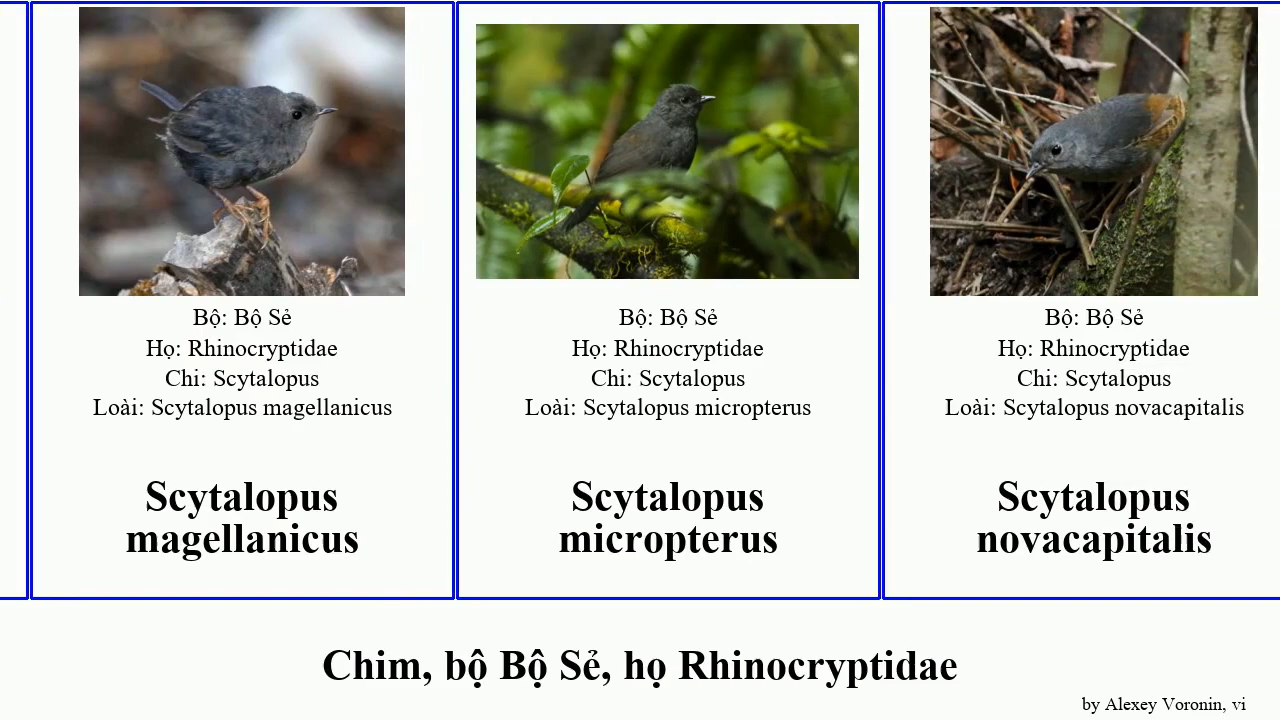 Bộ: Bộ Sẻ
Họ: Rhinocryptidae
Chi: Scytalopus
Loài: Scytalopus magellanicus
Scytalopus
magellanicus
Bộ: Bộ Sẻ
Họ: Rhinocryptidae
Chi: Scytalopus
Loài: Scytalopus micropterus
Scytalopus
micropterus
Bộ: Bộ Sẻ
Họ: Rhinocryptidae
Chi: Scytalopus
Loài: Scytalopus novacapitalis
Scytalopus
novacapitalis
Chim, bộ Bộ Sẻ, họ Rhinocryptidae
by Alexey Voronin, vi